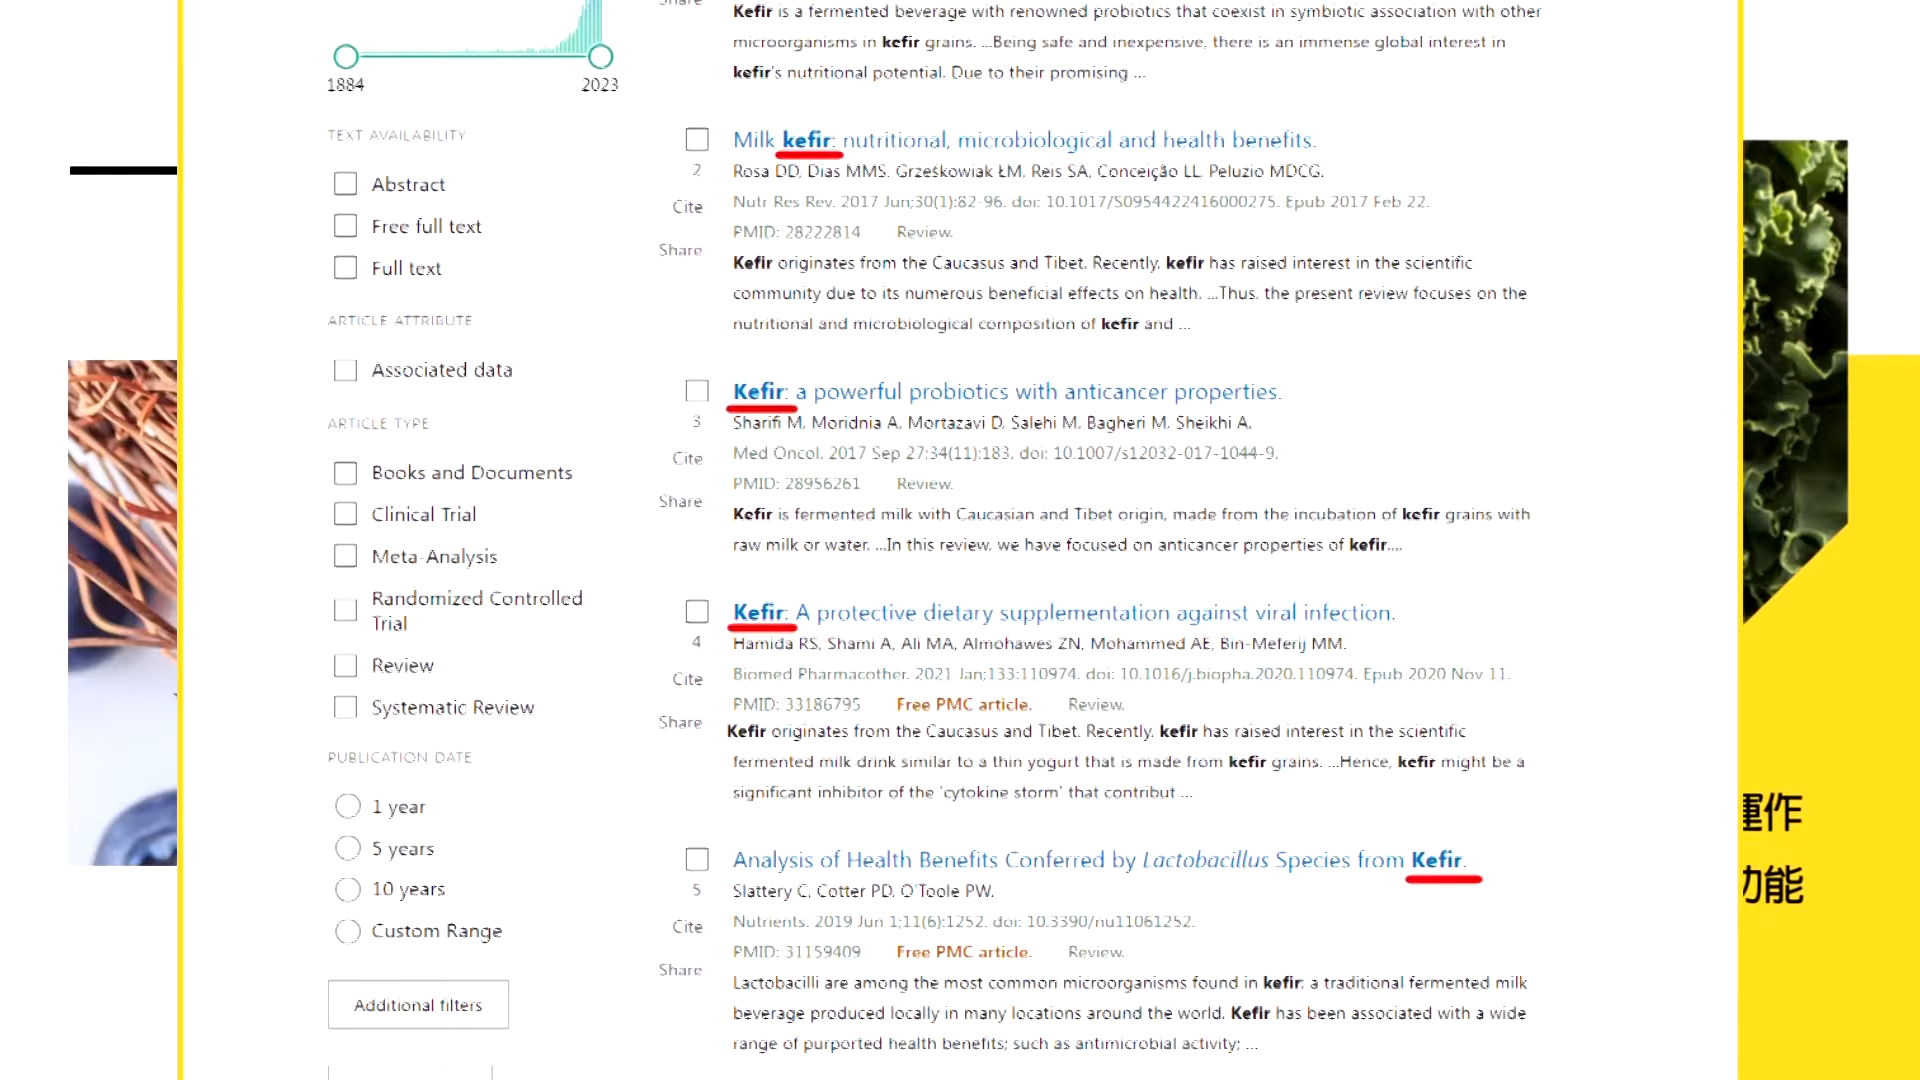 Kefir is a fermented beverage with renowned probiotics that coexist in symbiotic association with other
microorganisms in kefir grains. ...Being safe and inexpensive, there is an immense global interest in
kefir's nutritional potential. Due to their promising ...
1884
2023
TEXT AVAILABILITY
Abstract
Free full text
Full text
ARTICLE ATTRIBUTE
Associated data
ARTICLE TYPE
Books and Documents
Clinical Trial
Meta-Analysis
Randomized Controlled
Trial
Review
Systematic Review
PUBLICATION DATE
1 year
5 years
10 years
Custom Range
Additional filters
Milk kefir: nutritional, microbiological and health benefits.
2
Rosa DD, Dias MMS, Grześkowiak ŁM, Reis SA, Conceição LL, Peluzio MDCG.
Cite
Nutr Res Rev. 2017 Jun;30(1):82-96. doi: 10.1017/S0954422416000275. Epub 2017 Feb 22.
PMID: 28222814 Review.
Share
Kefir originates from the Caucasus and Tibet. Recently, kefir has raised interest in the scientific
community due to its numerous beneficial effects on health. ...Thus, the present review focuses on the
nutritional and microbiological composition of kefir and ...
Kefir: a powerful probiotics with anticancer properties.
3
Sharifi M, Moridnia A, Mortazavi D, Salehi M, Bagheri M, Sheikhi A.
Cite
Med Oncol. 2017 Sep 27;34(11):183. doi: 10.1007/s12032-017-1044-9.
PMID: 28956261 Review.
Share
Kefir is fermented milk with Caucasian and Tibet origin, made from the incubation of kefir grains with
raw milk or water. ...In this review, we have focused on anticancer properties of kefir....
Kefir: A protective dietary supplementation against viral infection.
4
Hamida RS, Shami A, Ali MA, Almohawes ZN, Mohammed AE, Bin-Meferij MM.
Cite
Biomed Pharmacother. 2021 Jan;133:110974. doi: 10.1016/j.biopha.2020.110974. Epub 2020 Nov 11.
PMID: 33186795 Free PMC article. Review.
Share
Kefir originates from the Caucasus and Tibet. Recently, kefir has raised interest in the scientific
fermented milk drink similar to a thin yogurt that is made from kefir grains. ...Hence, kefir might be a
significant inhibitor of the 'cytokine storm' that contribut ...
Analysis of Health Benefits Conferred by Lactobacillus Species from Kefir.
5
Slattery C, Cotter PD, O'Toole PW.
Cite
Nutrients. 2019 Jun 1;11(6):1252. doi: 10.3390/nu11061252.
PMID: 31159409 Free PMC article. Review.
Share
Lactobacilli are among the most common microorganisms found in kefir; a traditional fermented milk
beverage produced locally in many locations around the world. Kefir has been associated with a wide
range of purported health benefits; such as antimicrobial activity; ...
運作
功能